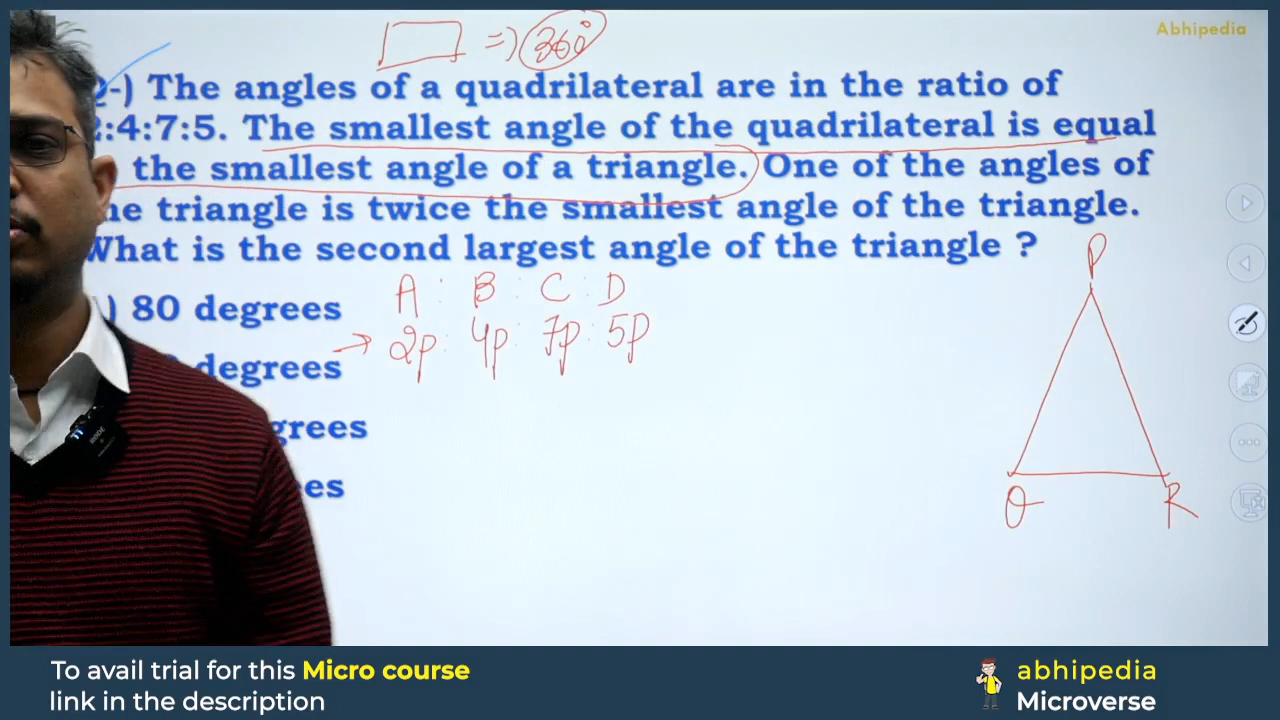 => 360°
Abhipedia
-) The angles of a quadrilateral are in the ratio of
:4:7:5. The smallest angle of the quadrilateral is equal
the smallest angle of a triangle. One of the angles of
the triangle is twice the smallest angle of the triangle.
What is the second largest angle of the triangle ?
P
A : B : C : D
) 80 degrees
→ 2p : 4p : 7p : 5p
degrees
Q R
To avail trial for this Micro course
link in the description
abhipedia
Microverse